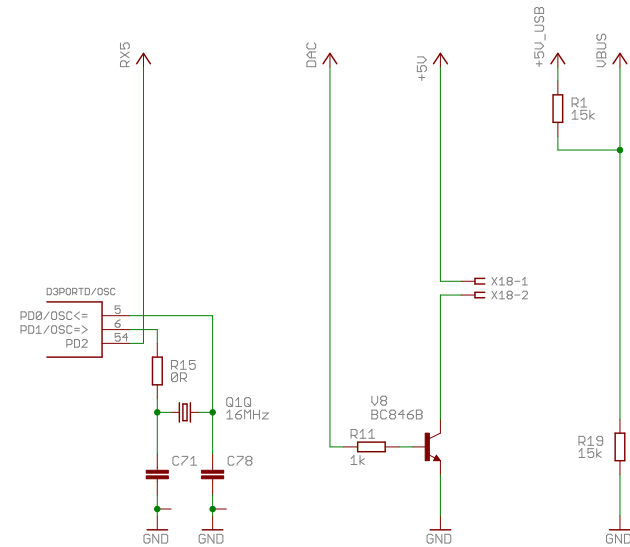 RX5
DAC
+5V
+5V_USB
VBUS
R1
15k
X18-1
X18-2
D3PORTD/OSC
PD0/OSC<=
5
PD1/OSC=>
6
PD2
54
R15
0R
Q1Q
16MHz
V8
BC846B
R11
1k
R19
15k
C71
C78
GND
GND
GND
GND